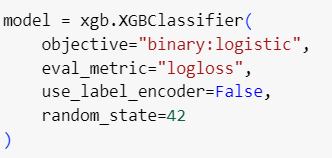 model = xgb.XGBClassifier(
    objective="binary:logistic",
    eval_metric="logloss",
    use_label_encoder=False,
    random_state=42
)